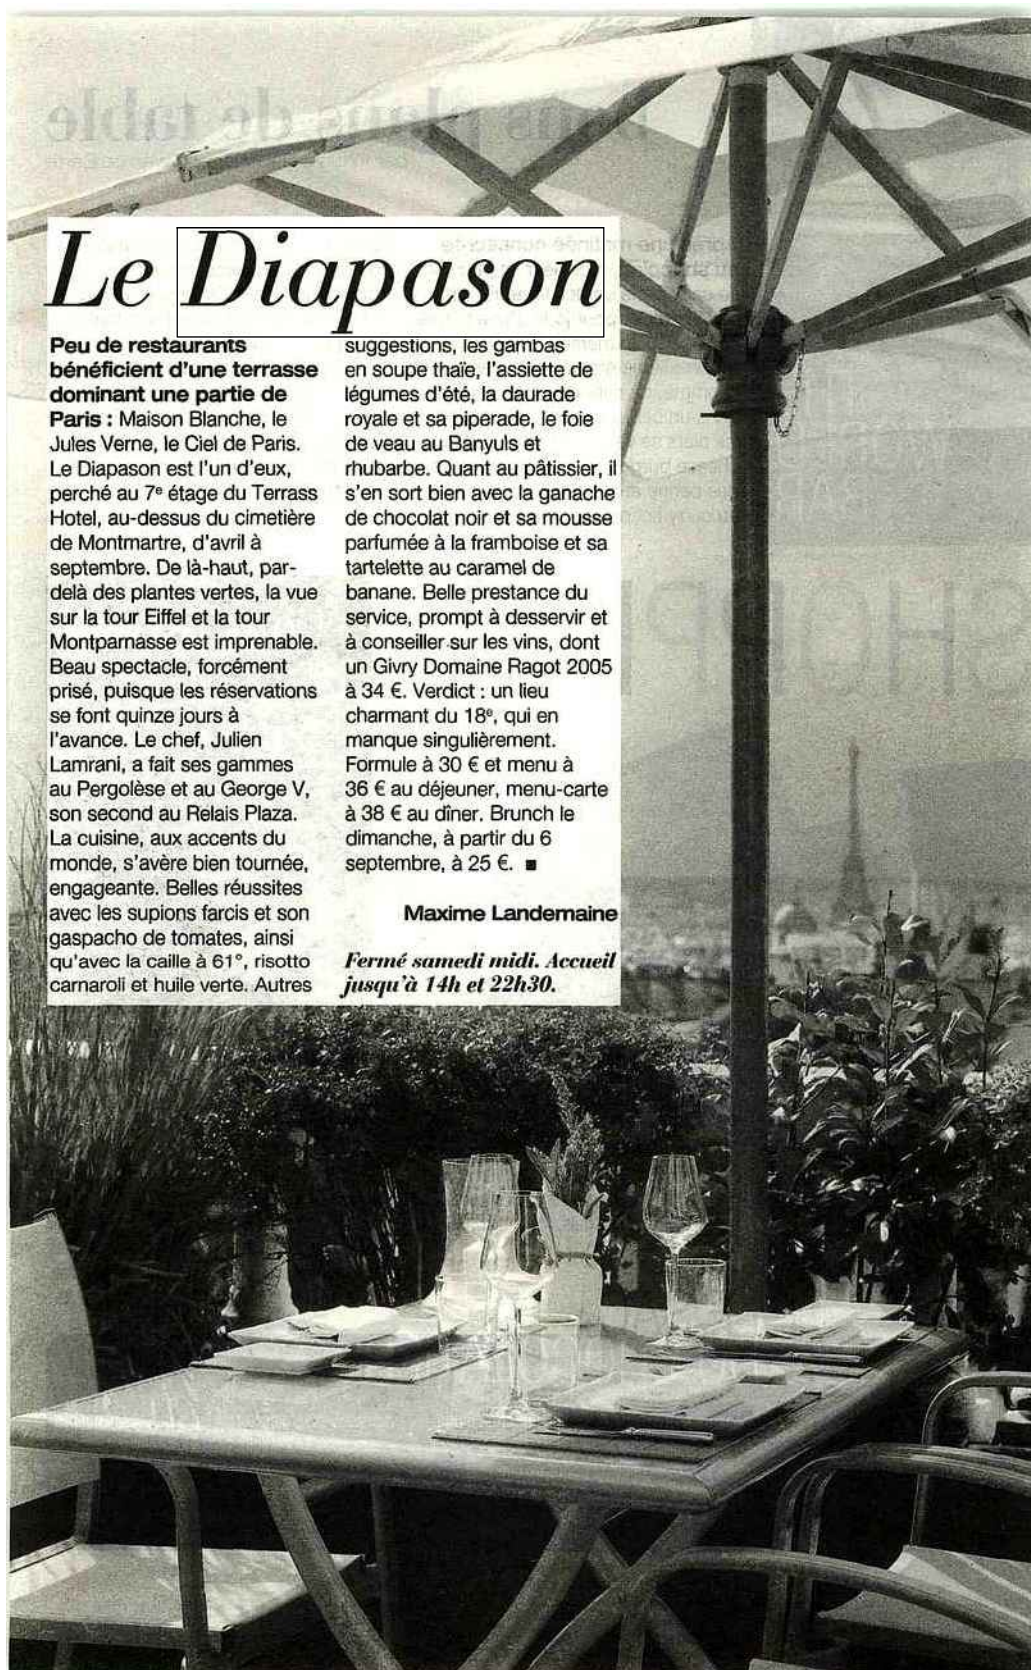 Le Diapason
Peu de restaurants
bénéficient d'une terrasse
dominant une partie de
Paris : Maison Blanche, le
Jules Verne, le Ciel de Paris.
Le Diapason est l'un d'eux,
perché au 7e étage du Terrass
Hotel, au-dessus du cimetière
de Montmartre, d'avril à
septembre. De là-haut, par-
delà des plantes vertes, la vue
sur la tour Eiffel et la tour
Montparnasse est imprenable.
Beau spectacle, forcément
prisé, puisque les réservations
se font quinze jours à
l'avance. Le chef, Julien
Lamrani, a fait ses gammes
au Pergolèse et au George V,
son second au Relais Plaza.
La cuisine, aux accents du
monde, s'avère bien tournée,
engageante. Belles réussites
avec les supions farcis et son
gaspacho de tomates, ainsi
qu'avec la caille à 61°, risotto
carnaroli et huile verte. Autres
suggestions, les gambas
en soupe thaïe, l'assiette de
légumes d'été, la daurade
royale et sa piperade, le foie
de veau au Banyuls et
rhubarbe. Quant au pâtissier, il
s'en sort bien avec la ganache
de chocolat noir et sa mousse
parfumée à la framboise et sa
tartelette au caramel de
banane. Belle prestance du
service, prompt à desservir et
à conseiller sur les vins, dont
un Givry Domaine Ragot 2005
à 34 €. Verdict : un lieu
charmant du 18e, qui en
manque singulièrement.
Formule à 30 € et menu à
36 € au déjeuner, menu-carte
à 38 € au dîner. Brunch le
dimanche, à partir du 6
septembre, à 25 €. ■
Maxime Landemaine
Fermé samedi midi. Accueil
jusqu'à 14h et 22h30.